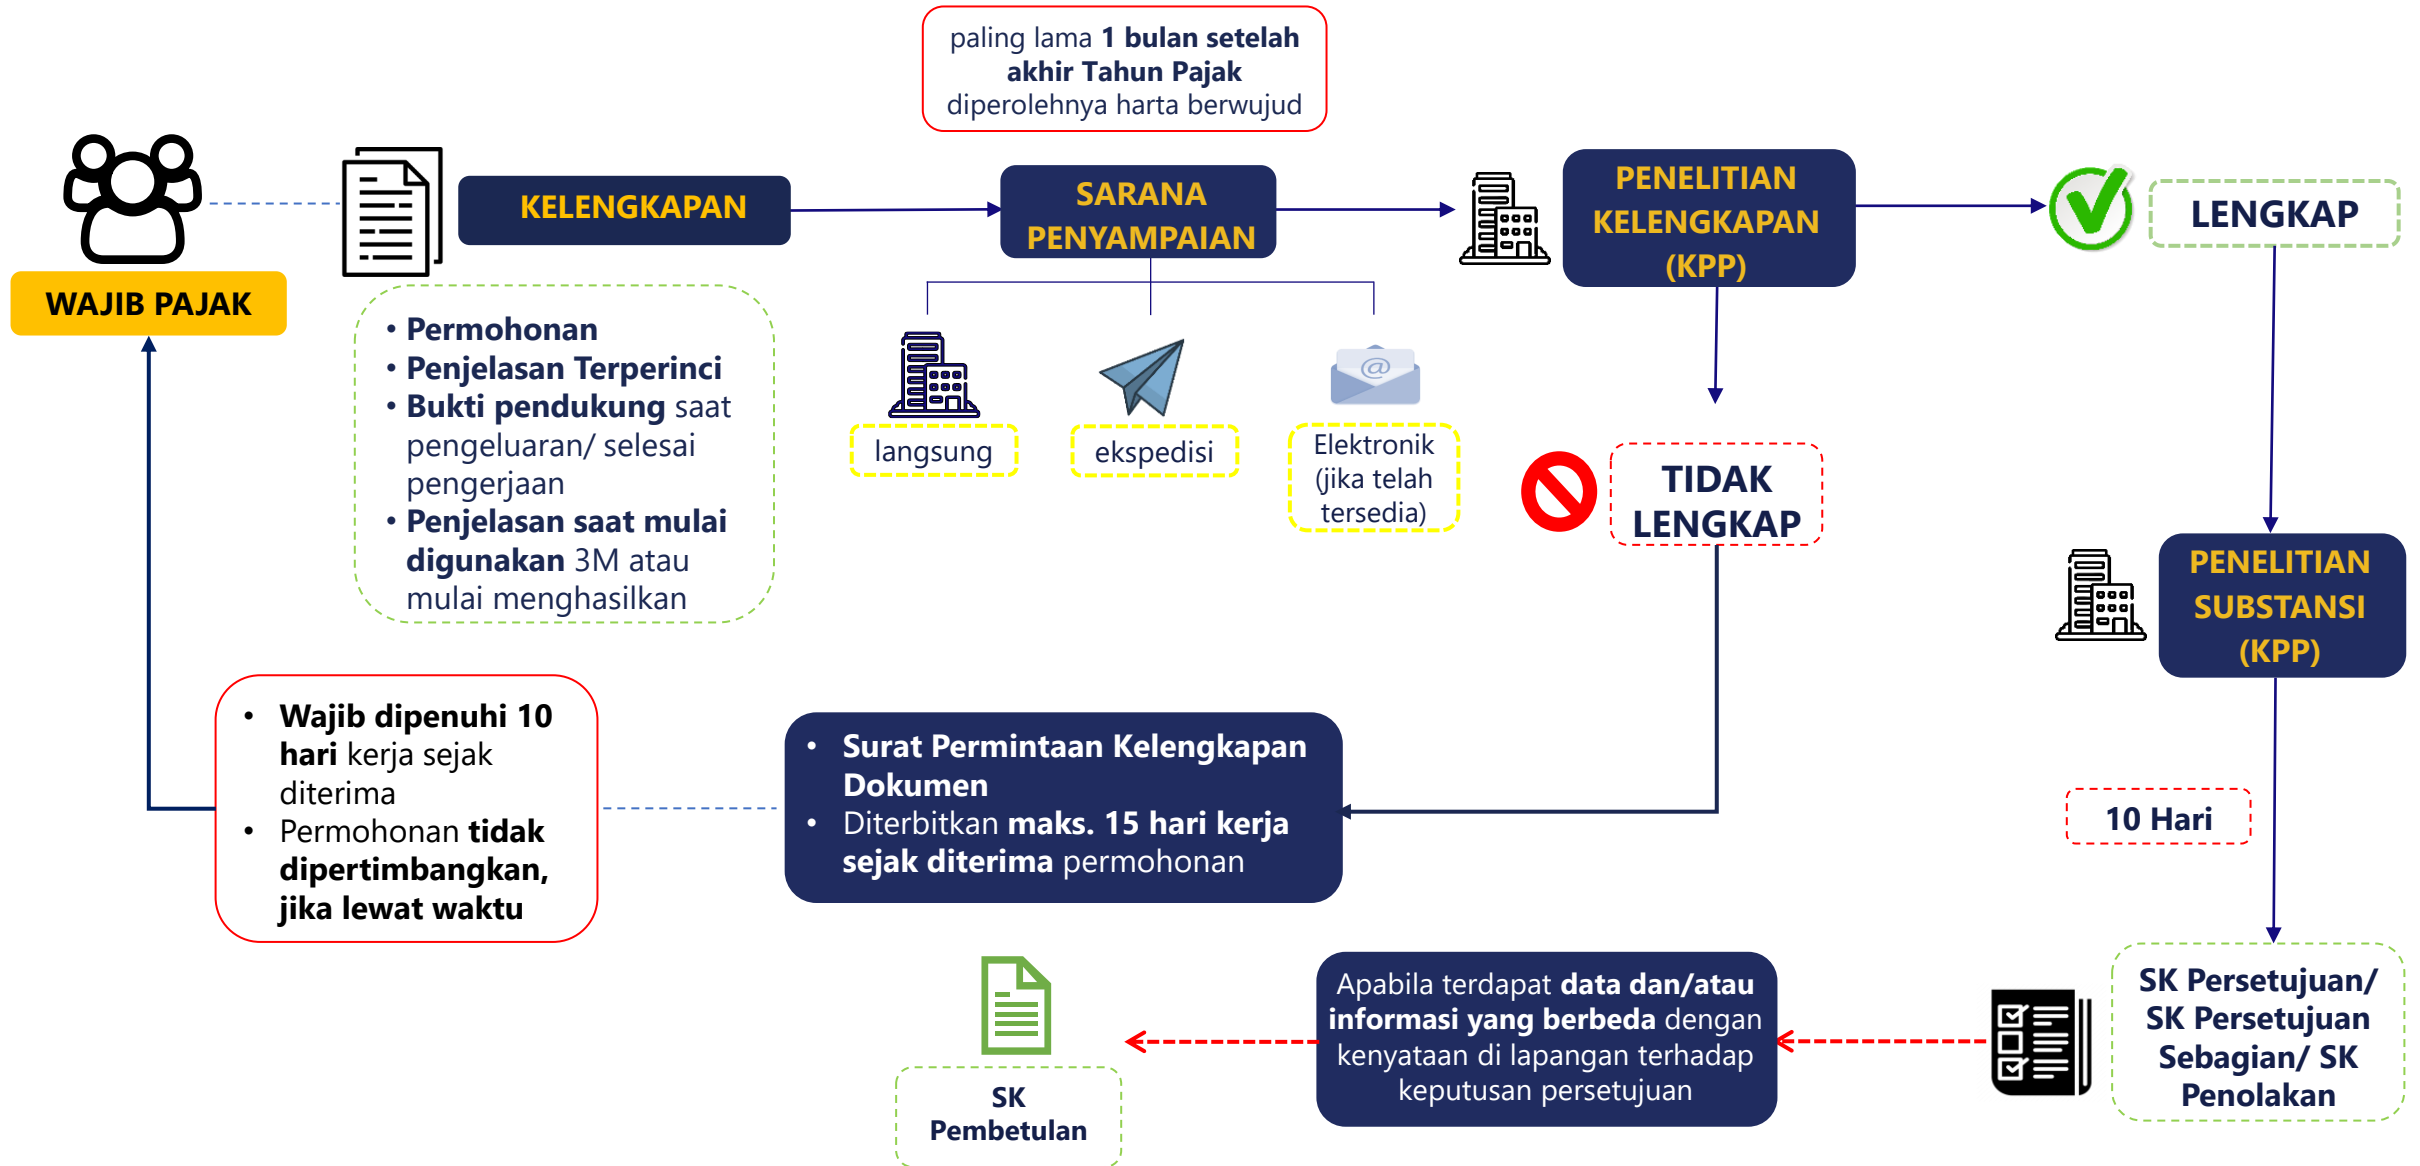 paling lama 1 bulan setelah
akhir Tahun Pajak
diperolehnya harta berwujud
WAJIB PAJAK
KELENGKAPAN
• Permohonan
• Penjelasan Terperinci
• Bukti pendukung saat
pengeluaran/ selesai
pengerjaan
• Penjelasan saat mulai
digunakan 3M atau
mulai menghasilkan
SARANA
PENYAMPAIAN
langsung
ekspedisi
@
Elektronik
(jika telah
tersedia)
PENELITIAN
KELENGKAPAN
(KPP)
LENGKAP
TIDAK
LENGKAP
PENELITIAN
SUBSTANSI
(KPP)
• Wajib dipenuhi 10
hari kerja sejak
diterima
• Permohonan tidak
dipertimbangkan,
jika lewat waktu
• Surat Permintaan Kelengkapan
Dokumen
• Diterbitkan maks. 15 hari kerja
sejak diterima permohonan
10 Hari
SK Persetujuan/
SK Persetujuan
Sebagian/ SK
Penolakan
Apabila terdapat data dan/atau
informasi yang berbeda dengan
kenyataan di lapangan terhadap
keputusan persetujuan
SK
Pembetulan